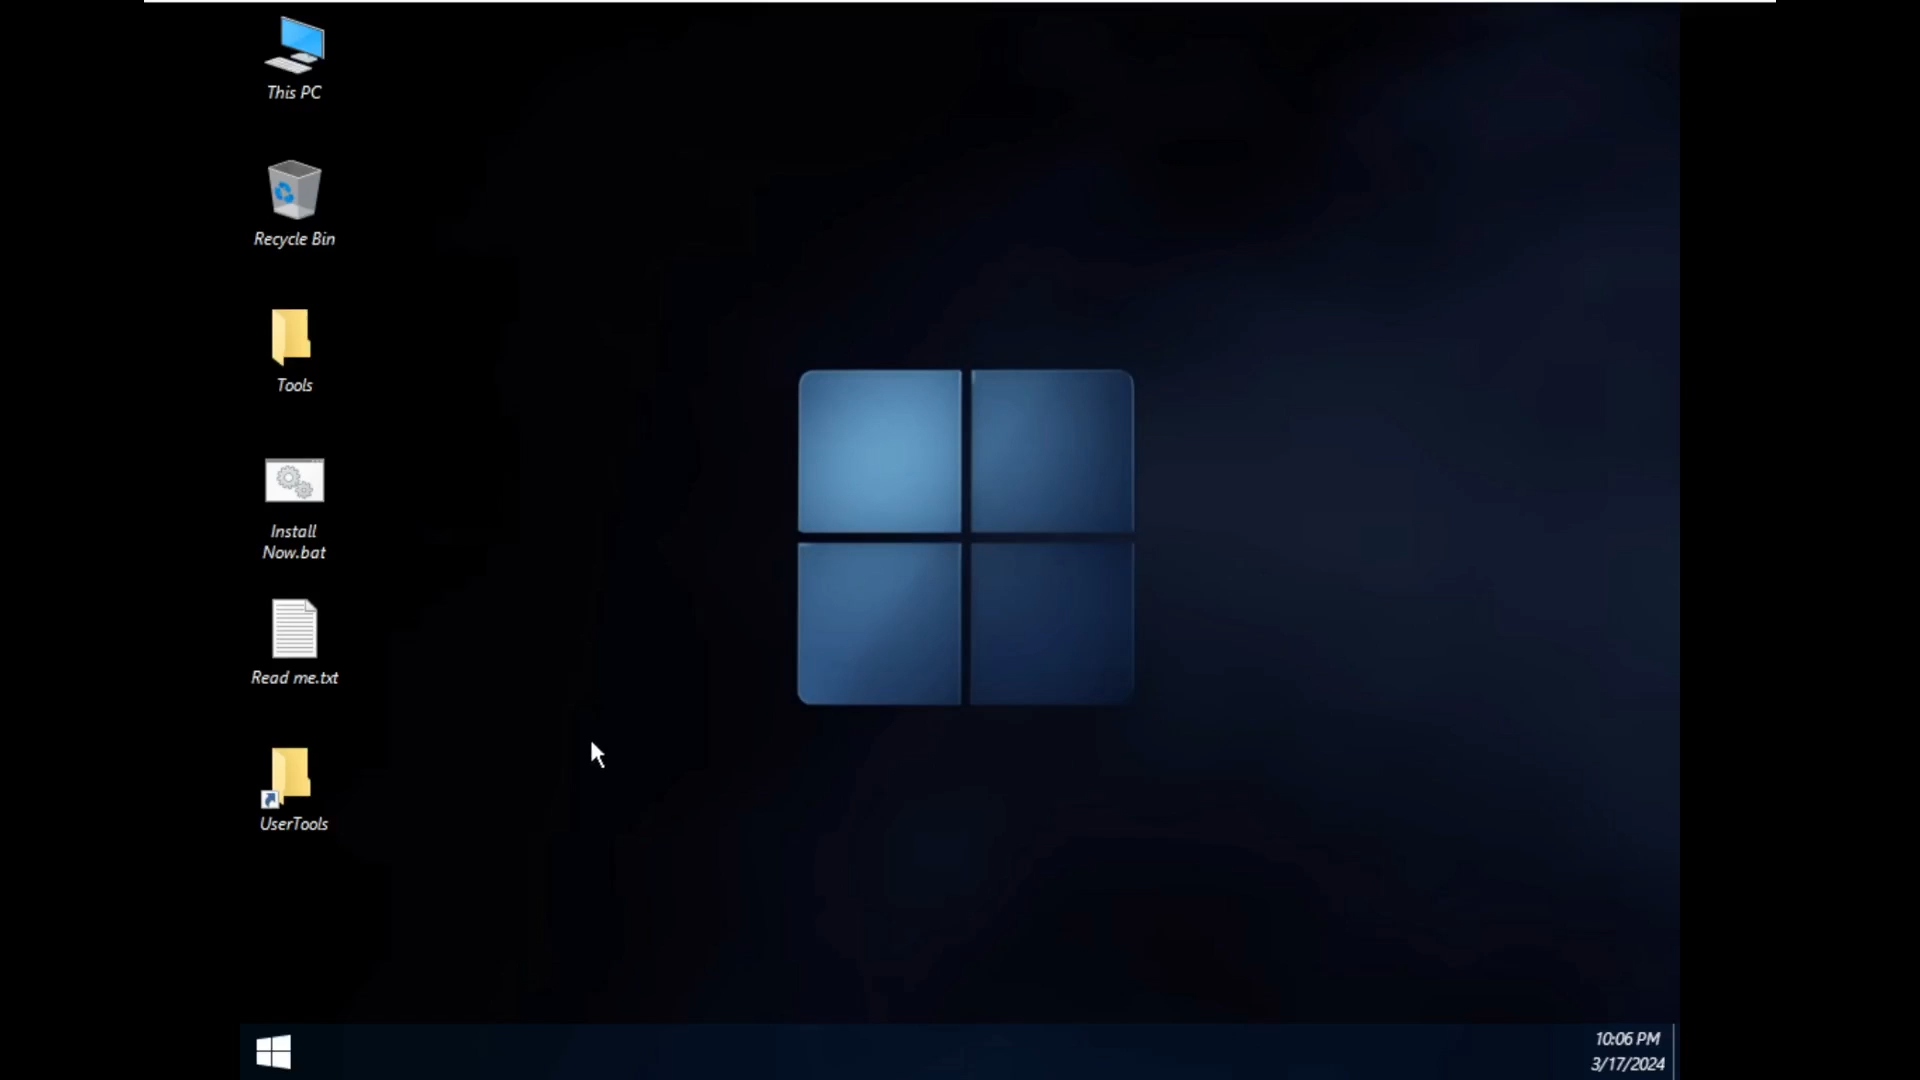 This PC
Recycle Bin
Tools
Install
Now.bat
Read me.txt
UserTools
10:06 PM
3/17/2024